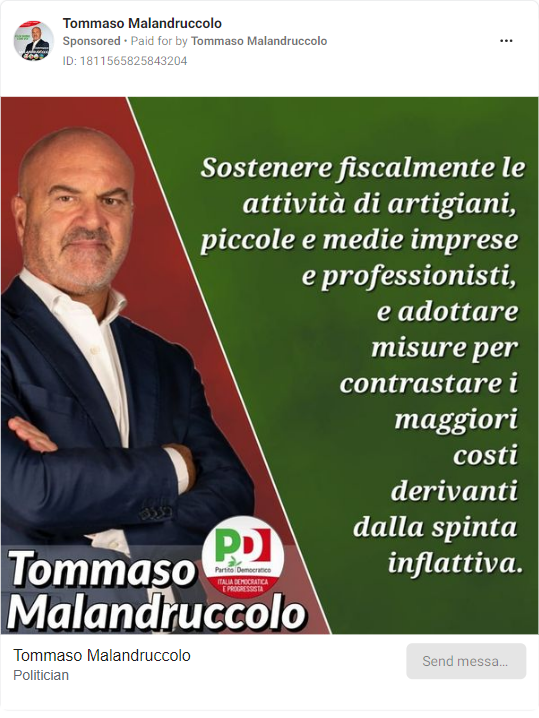 Tommaso Malandruccolo
Sponsored • Paid for by Tommaso Malandruccolo
ID: 1811565825843204
Sostenere fiscalmente le
attività di artigiani,
piccole e medie imprese
e professionisti,
e adottare
misure per
contrastare i
maggiori
costi
derivanti
dalla spinta
inflattiva.
PD
Partito Democratico
ITALIA DEMOCRATICA
E PROGRESSISTA
Tommaso
Malandruccolo
Tommaso Malandruccolo
Politician
Send messa...